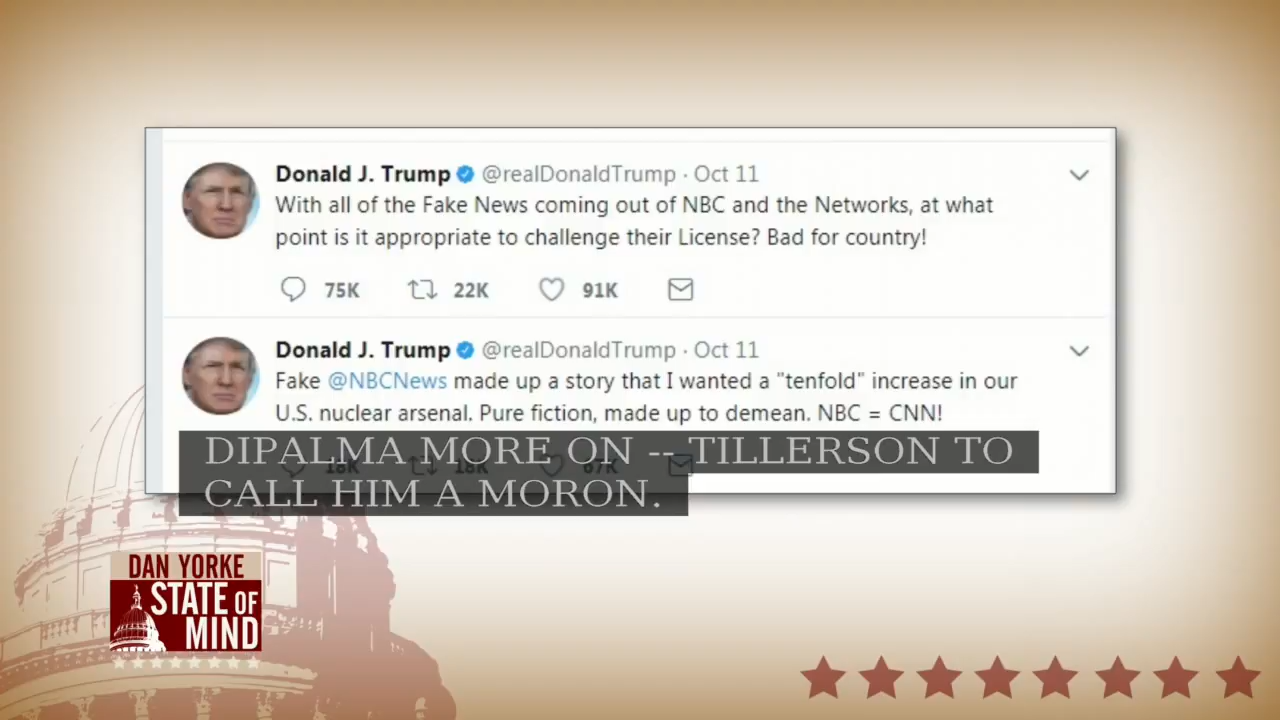 Donald J. Trump @realDonaldTrump · Oct 11
With all of the Fake News coming out of NBC and the Networks, at what
point is it appropriate to challenge their License? Bad for country!
75K 22K 91K
Donald J. Trump @realDonaldTrump · Oct 11
Fake @NBCNews made up a story that I wanted a "tenfold" increase in our
U.S. nuclear arsenal. Pure fiction, made up to demean. NBC = CNN!
18K 18K 87K
DIPALMA MORE ON -- TILLERSON TO
CALL HIM A MORON.
DAN YORKE
STATE OF
MIND